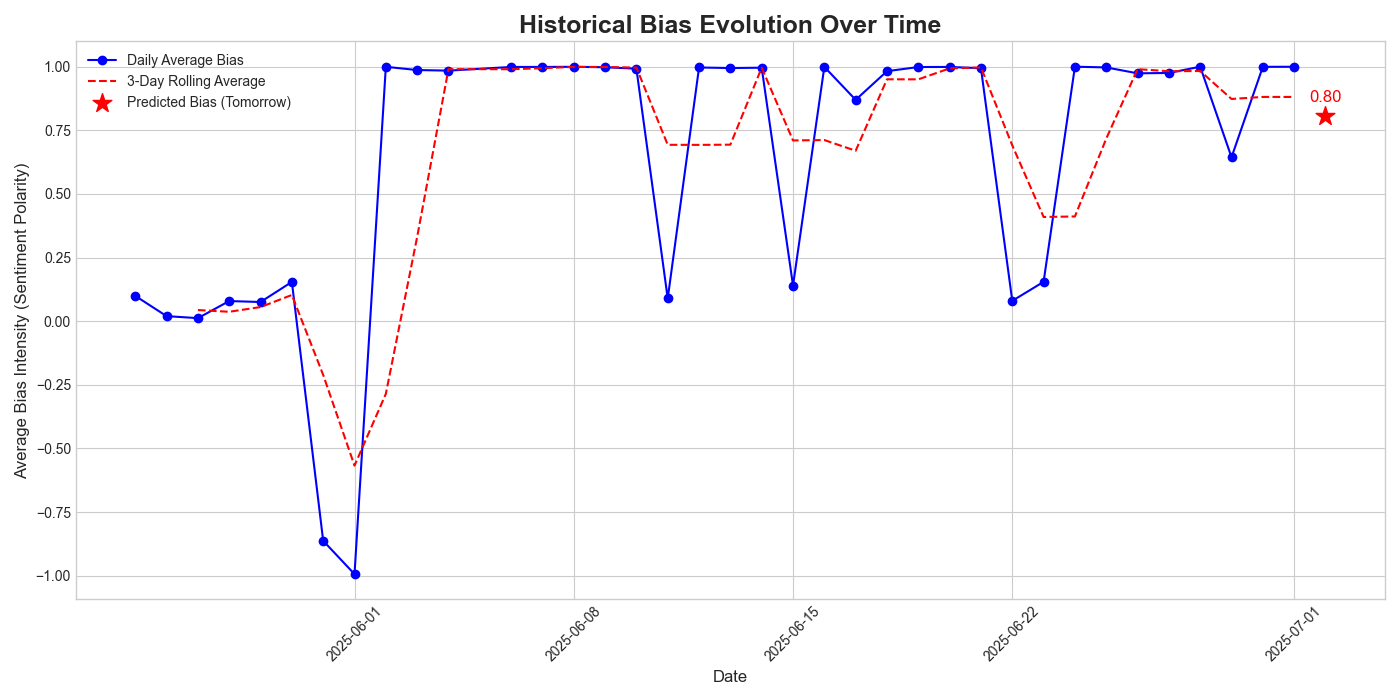 Historical Bias Evolution Over Time
Daily Average Bias
3-Day Rolling Average
Predicted Bias (Tomorrow)
Average Bias Intensity (Sentiment Polarity)
1.00
0.75
0.50
0.25
0.00
−0.25
−0.50
−0.75
−1.00
0.80
2025-06-01
2025-06-08
2025-06-15
2025-06-22
2025-07-01
Date